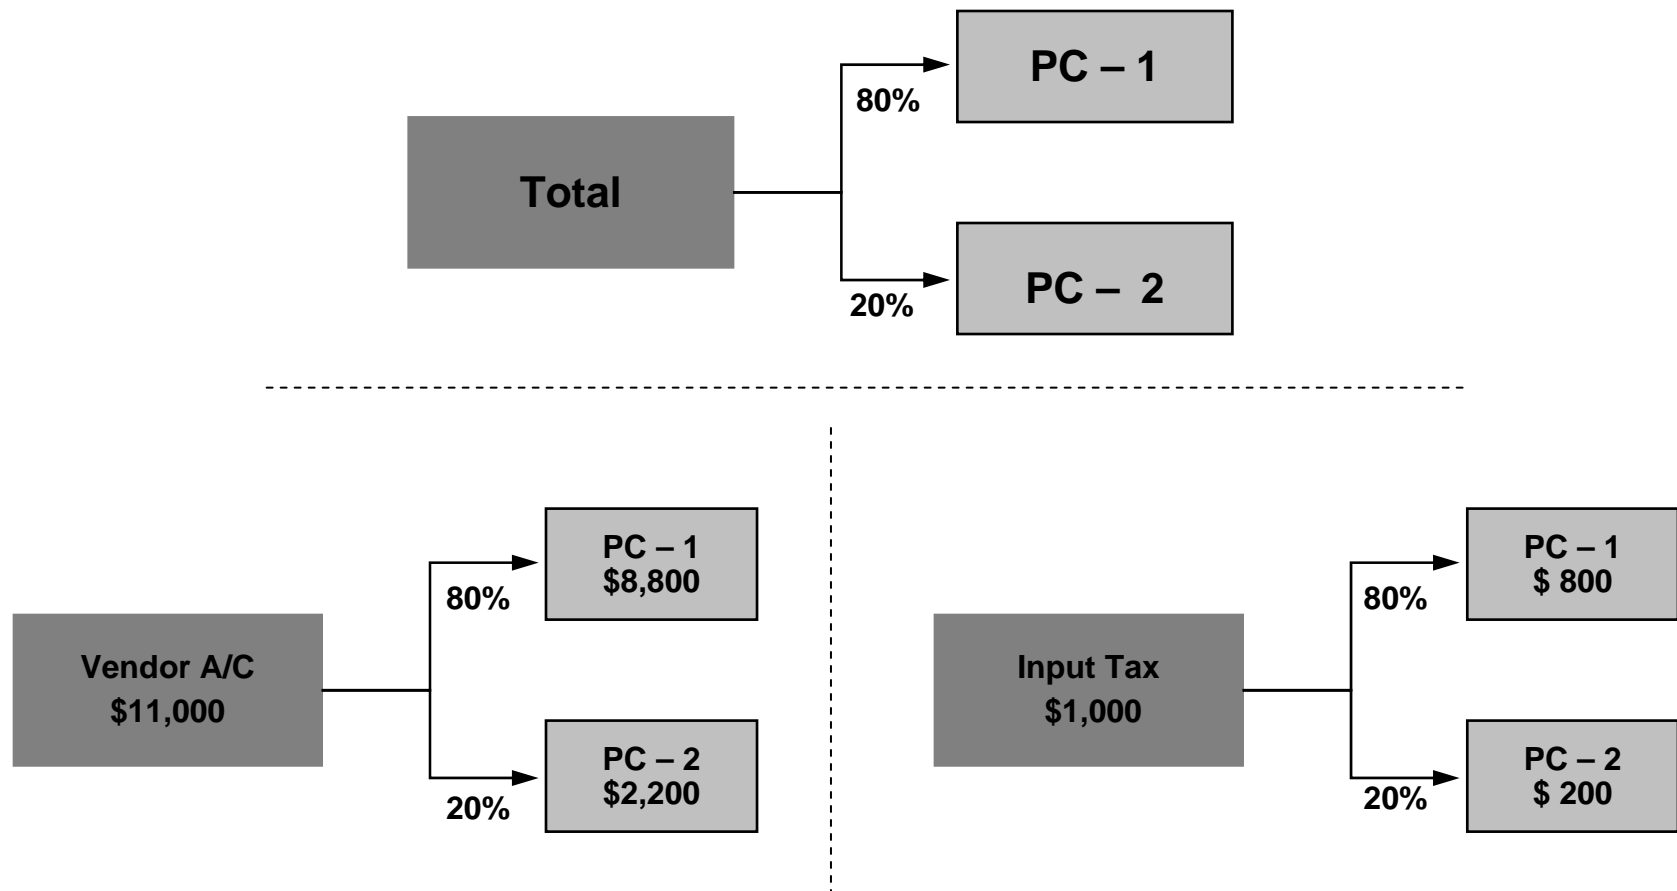 PC – 1
80%
Total
PC – 2
20%
PC – 1
$8,800
80%
Vendor A/C
$11,000
PC – 2
$2,200
20%
PC – 1
$ 800
80%
Input Tax
$1,000
PC – 2
$ 200
20%